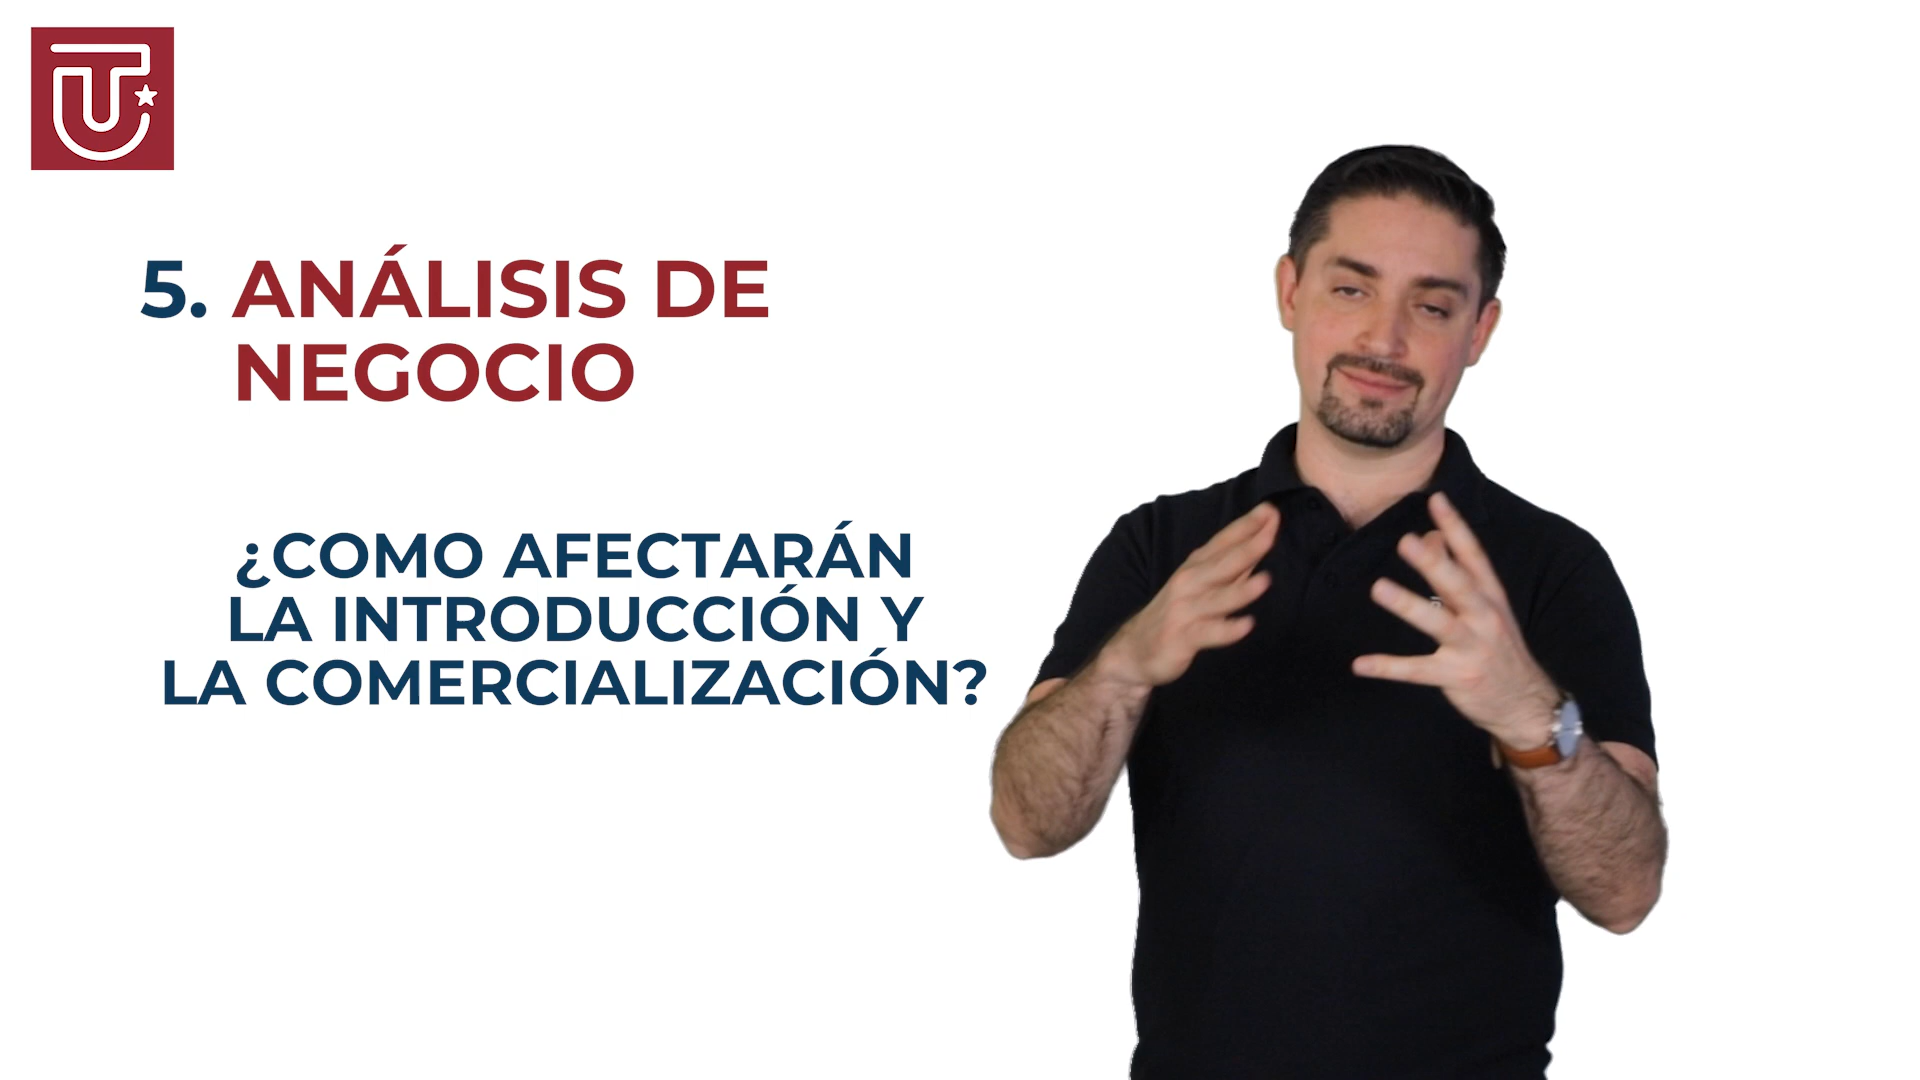 5. ANÁLISIS DE
NEGOCIO
¿COMO AFECTARÁN
LA INTRODUCCIÓN Y
LA COMERCIALIZACIÓN?